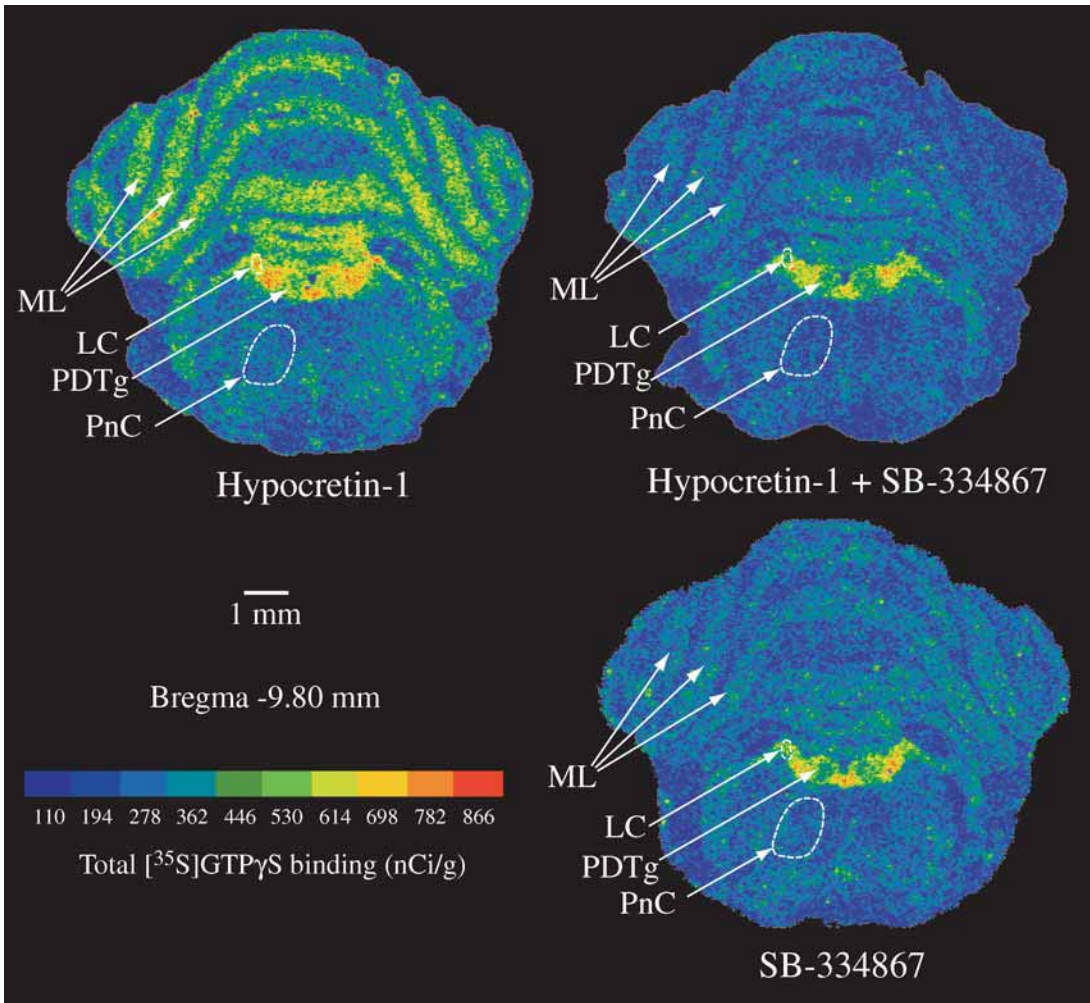 ML
LC
PDTg
PnC
Hypocretin-1
ML
LC
PDTg
PnC
Hypocretin-1 + SB-334867
1 mm
Bregma -9.80 mm
110 194 278 362 446 530 614 698 782 866
Total [³⁵S]GTPγS binding (nCi/g)
ML
LC
PDTg
PnC
SB-334867